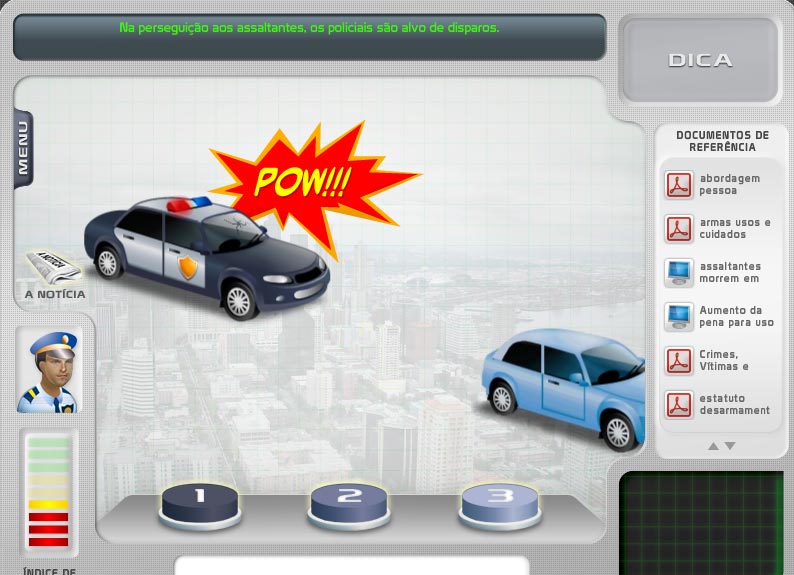 Na perseguição aos assaltantes, os policiais são alvo de disparos.
DICA
MENU
POW!!!
A NOTÍCIA
A NOTÍCIA
DOCUMENTOS DE
REFERÊNCIA
abordagem
pessoa
armas usos e
cuidados
assaltantes
morrem em
Aumento da
pena para uso
Crimes,
Vítimas e
estatuto
desarmament
1
2
3
ÍNDICE DE